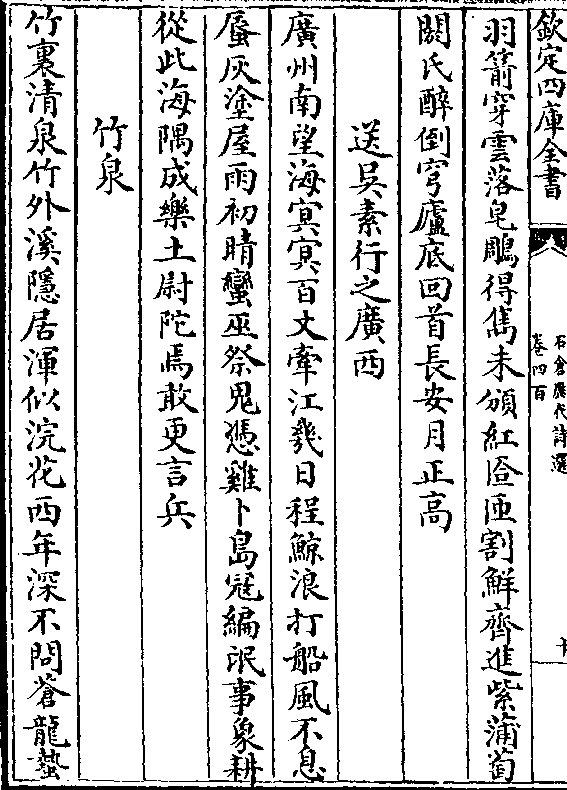 欽定四庫全書
石倉歷代詩選
卷四百
羽箭穿雲落皂鵰得雋未頒紅匼匝割鮮齊進紫蒲萄
閼氏醉倒穹廬底回首長安月正高
送吳素行之廣西
廣州南望海冥冥百丈牽江幾日程鯨浪打船風不息
蜃灰塗屋雨初晴蠻巫祭鬼憑雞卜島冦編氓事象耕
從此海隅成樂土尉陀焉敢更言兵
竹泉
竹裏清泉竹外溪隱居渾似浣花西年深不問蒼龍蟄